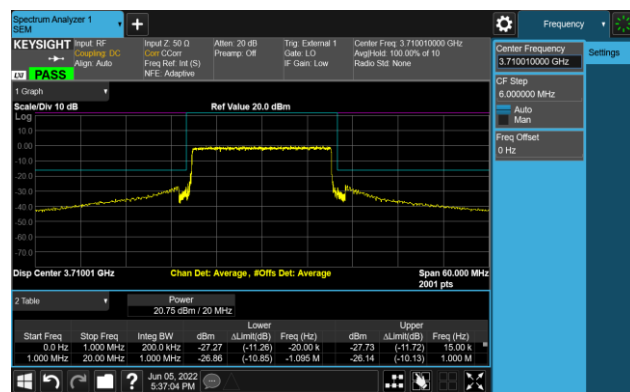 Spectrum Analyzer 1
SEM
Frequency
KEYSIGHT Input: RF Input Z: 50 Ω Atten: 20 dB Trig: External 1 Center Freq: 3.710010000 GHz
Coupling: DC Corr CCorr Preamp: Off Gate: LO Avg|Hold: 100.00% of 10
Align: Auto Freq Ref: Int (S) IF Gain: Low Radio Std: None
NFE: Adaptive
LXI PASS
Center Frequency
3.710010000 GHz
Settings
CF Step
6.000000 MHz
Auto
Man
Freq Offset
0 Hz
1 Graph
Scale/Div 10 dB Ref Value 20.0 dBm
Log
10.0
0.00
-10.0
-20.0
-30.0
-40.0
-50.0
-60.0
-70.0
Disp Center 3.71001 GHz Chan Det: Average , #Offs Det: Average Span 60.000 MHz
2001 pts
2 Table
Power
20.75 dBm / 20 MHz
Lower Upper
Start Freq Stop Freq Integ BW dBm ΔLimit(dB) Freq (Hz) dBm ΔLimit(dB) Freq (Hz)
0.0 Hz 1.000 MHz 200.0 kHz -27.27 (-11.26) -20.00 k -27.73 (-11.72) 15.00 k
1.000 MHz 20.00 MHz 1.000 MHz -26.86 (-10.85) -1.095 M -26.14 (-10.13) 1.000 M
? Jun 05, 2022
5:37:04 PM